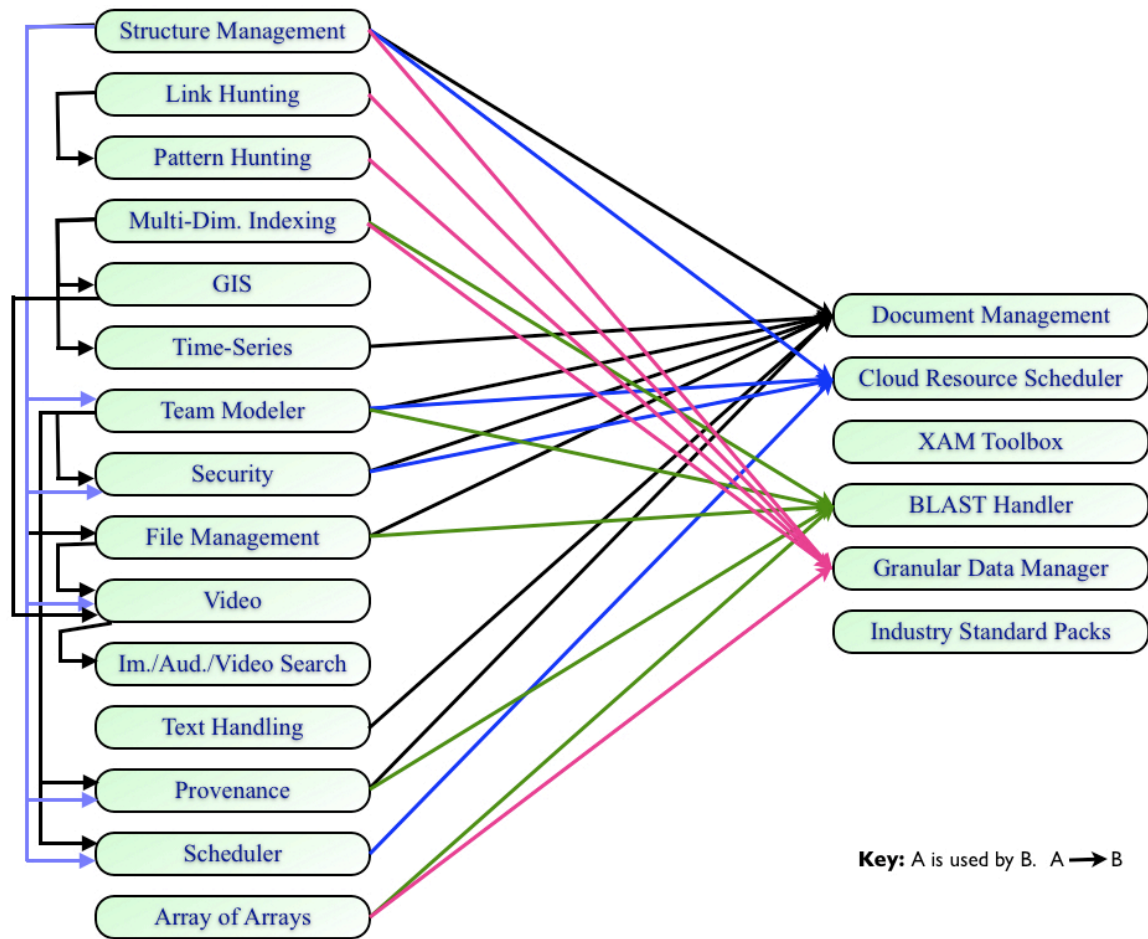 Structure Management
Link Hunting
Pattern Hunting
Multi-Dim. Indexing
GIS
Time-Series
Team Modeler
Security
File Management
Video
Im./Aud./Video Search
Text Handling
Provenance
Scheduler
Array of Arrays
Document Management
Cloud Resource Scheduler
XAM Toolbox
BLAST Handler
Granular Data Manager
Industry Standard Packs
Key: A is used by B. A B